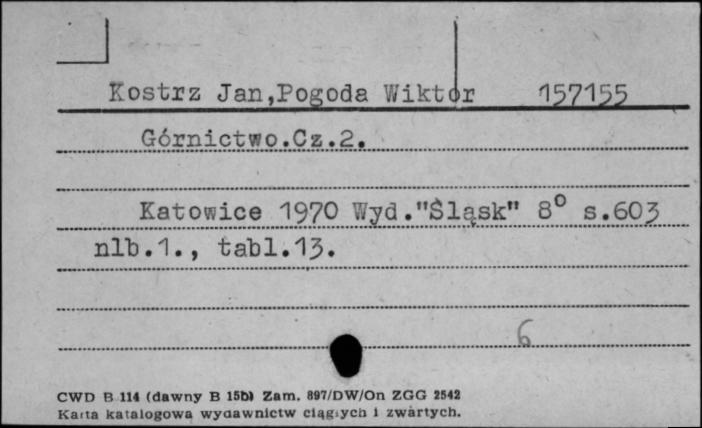 Kostrz Jan,Pogoda Wiktor 157155
Górnictwo.Cz.2.
Katowice 1970 Wyd."Śląsk" 8° s.603
nlb.1., tabl.13.
6
CWD B 114 (dawny B 15b) Zam. 897/DW/On ZGG 2542
Karta katalogowa wydawnictw ciągłych i zwartych.